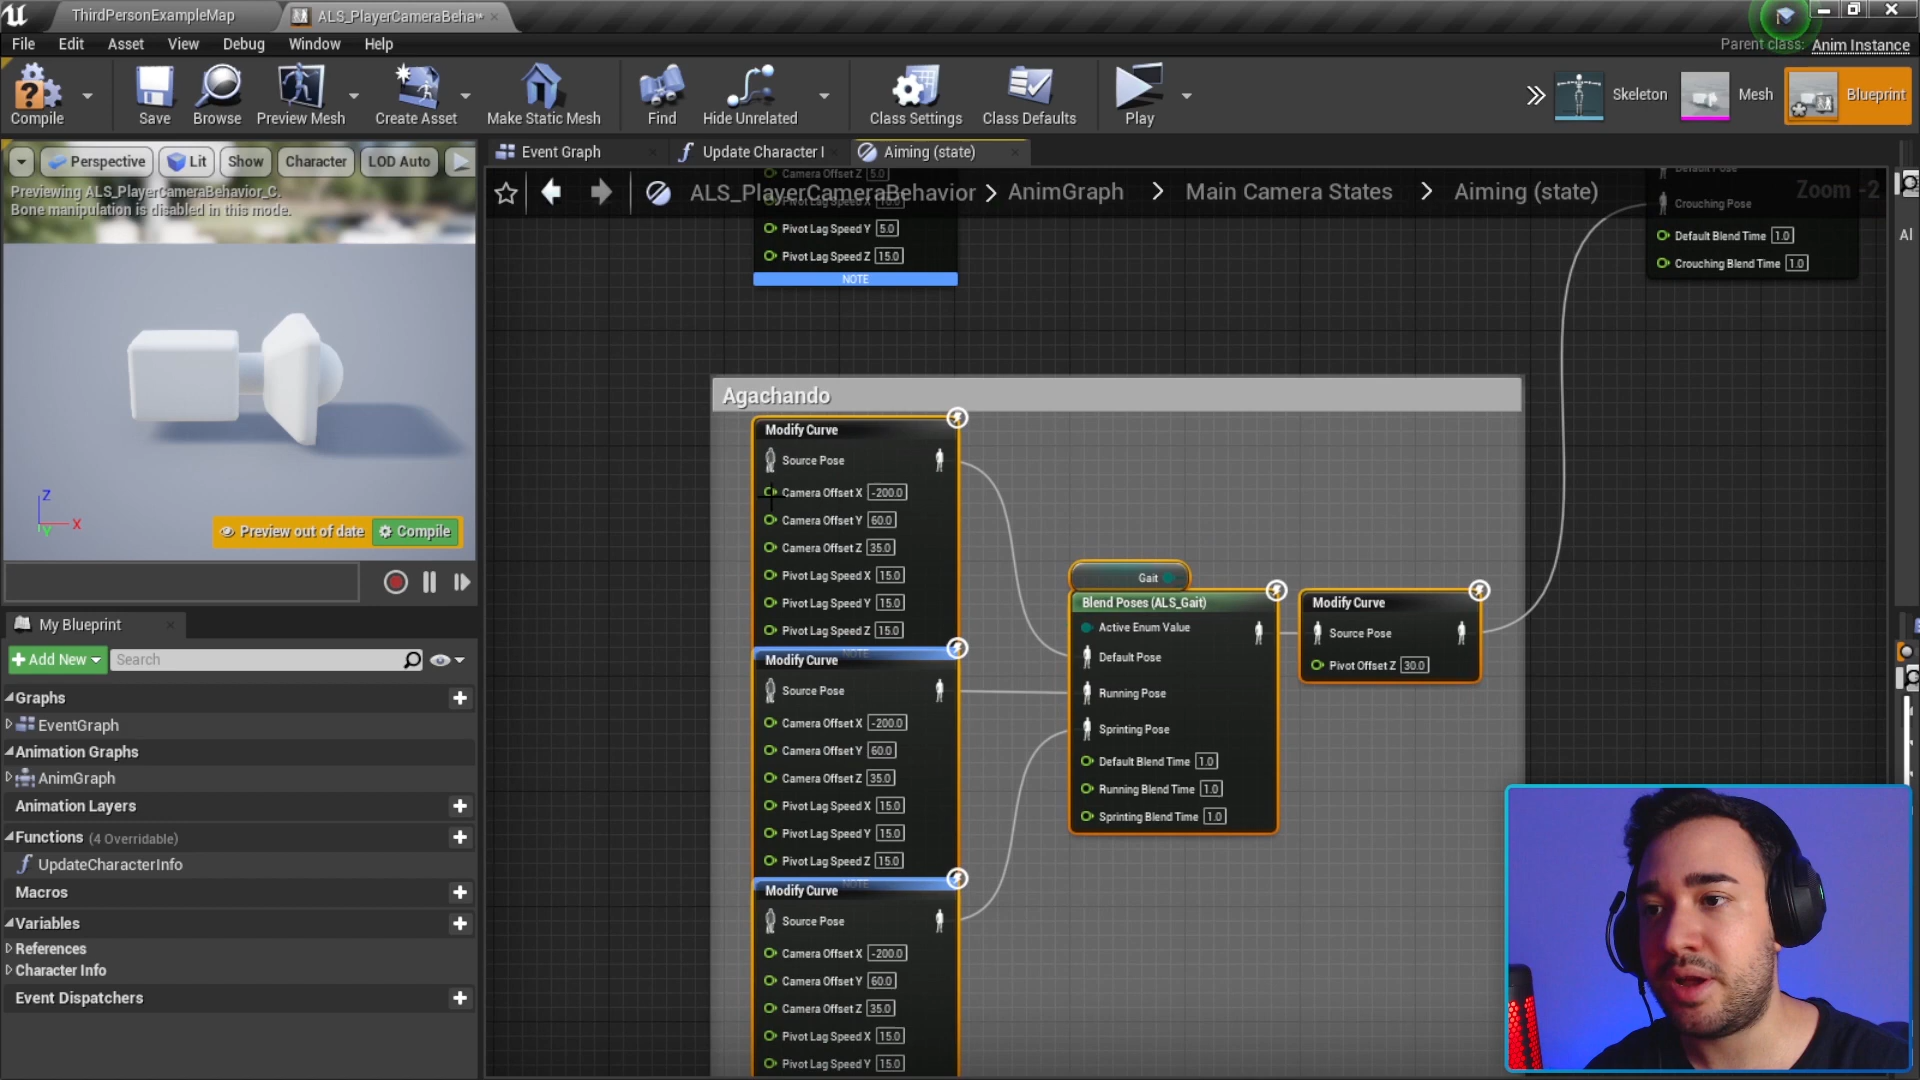 ThirdPersonExampleMap
ALS_PlayerCameraBeha
File Edit Asset View Debug Window Help
Parent class: Anim Instance
Compile
Save
Browse
Preview Mesh
Create Asset
Make Static Mesh
Find
Hide Unrelated
Class Settings
Class Defaults
Play
Skeleton
Mesh
Blueprint
Perspective
Lit
Show
Character
LOD Auto
Previewing ALS_PlayerCameraBehavior_C.
Bone manipulation is disabled in this mode.
Z
X
Y
Preview out of date
Compile
My Blueprint
Add New
Search
Graphs
EventGraph
Animation Graphs
AnimGraph
Animation Layers
Functions (4 Overridable)
UpdateCharacterInfo
Macros
Variables
References
Character Info
Event Dispatchers
Event Graph
Update Character I
Aiming (state)
ALS_PlayerCameraBehavior > AnimGraph > Main Camera States > Aiming (state)
Zoom -2
Camera Offset Z 5.0
Pivot Lag Speed Y 5.0
Pivot Lag Speed Z 15.0
NOTE
Default Pose
Crouching Pose
Default Blend Time 1.0
Crouching Blend Time 1.0
Al
Agachando
Modify Curve
Source Pose
Camera Offset X -200.0
Camera Offset Y 60.0
Camera Offset Z 35.0
Pivot Lag Speed X 15.0
Pivot Lag Speed Y 15.0
Pivot Lag Speed Z 15.0
NOTE
Modify Curve
Source Pose
Camera Offset X -200.0
Camera Offset Y 60.0
Camera Offset Z 35.0
Pivot Lag Speed X 15.0
Pivot Lag Speed Y 15.0
Pivot Lag Speed Z 15.0
NOTE
Modify Curve
Source Pose
Camera Offset X -200.0
Camera Offset Y 60.0
Camera Offset Z 35.0
Pivot Lag Speed X 15.0
Pivot Lag Speed Y 15.0
Gait
Blend Poses (ALS_Gait)
Active Enum Value
Default Pose
Running Pose
Sprinting Pose
Default Blend Time 1.0
Running Blend Time 1.0
Sprinting Blend Time 1.0
Modify Curve
Source Pose
Pivot Offset Z 30.0